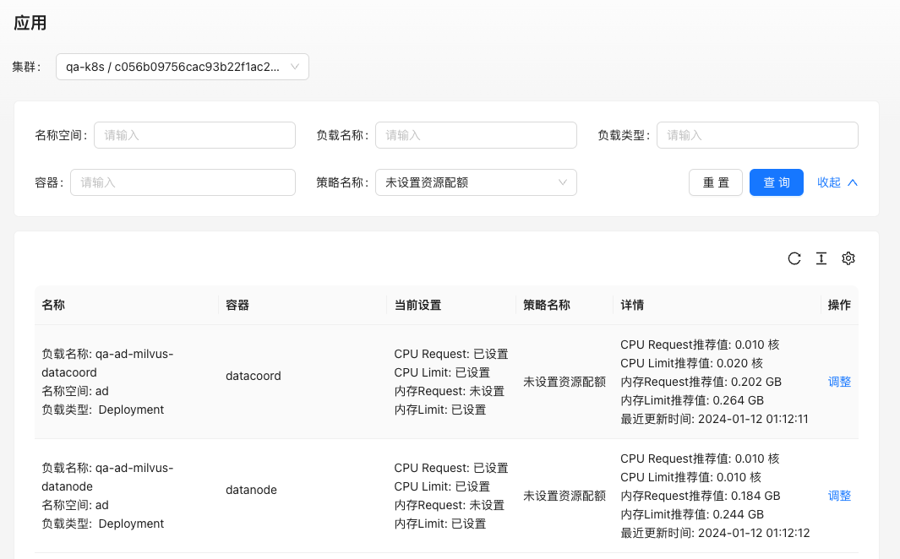 应用
集群： qa-k8s / c056b09756cac93b22f1ac2...
名称空间： 请输入 负载名称： 请输入 负载类型： 请输入
容器： 请输入 策略名称： 未设置资源配额 重 置 查 询 收起
名称 容器 当前设置 策略名称 详情 操作
负载名称: qa-ad-milvus-
datacoord
名称空间: ad
负载类型: Deployment
datacoord
CPU Request: 已设置
CPU Limit: 已设置
内存Request: 未设置
内存Limit: 已设置
未设置资源配额
CPU Request推荐值: 0.010 核
CPU Limit推荐值: 0.020 核
内存Request推荐值: 0.202 GB
内存Limit推荐值: 0.264 GB
最近更新时间: 2024-01-12 01:12:11
调整
负载名称: qa-ad-milvus-
datanode
名称空间: ad
负载类型: Deployment
datanode
CPU Request: 已设置
CPU Limit: 已设置
内存Request: 未设置
内存Limit: 已设置
未设置资源配额
CPU Request推荐值: 0.010 核
CPU Limit推荐值: 0.010 核
内存Request推荐值: 0.184 GB
内存Limit推荐值: 0.244 GB
最近更新时间: 2024-01-12 01:12:12
调整